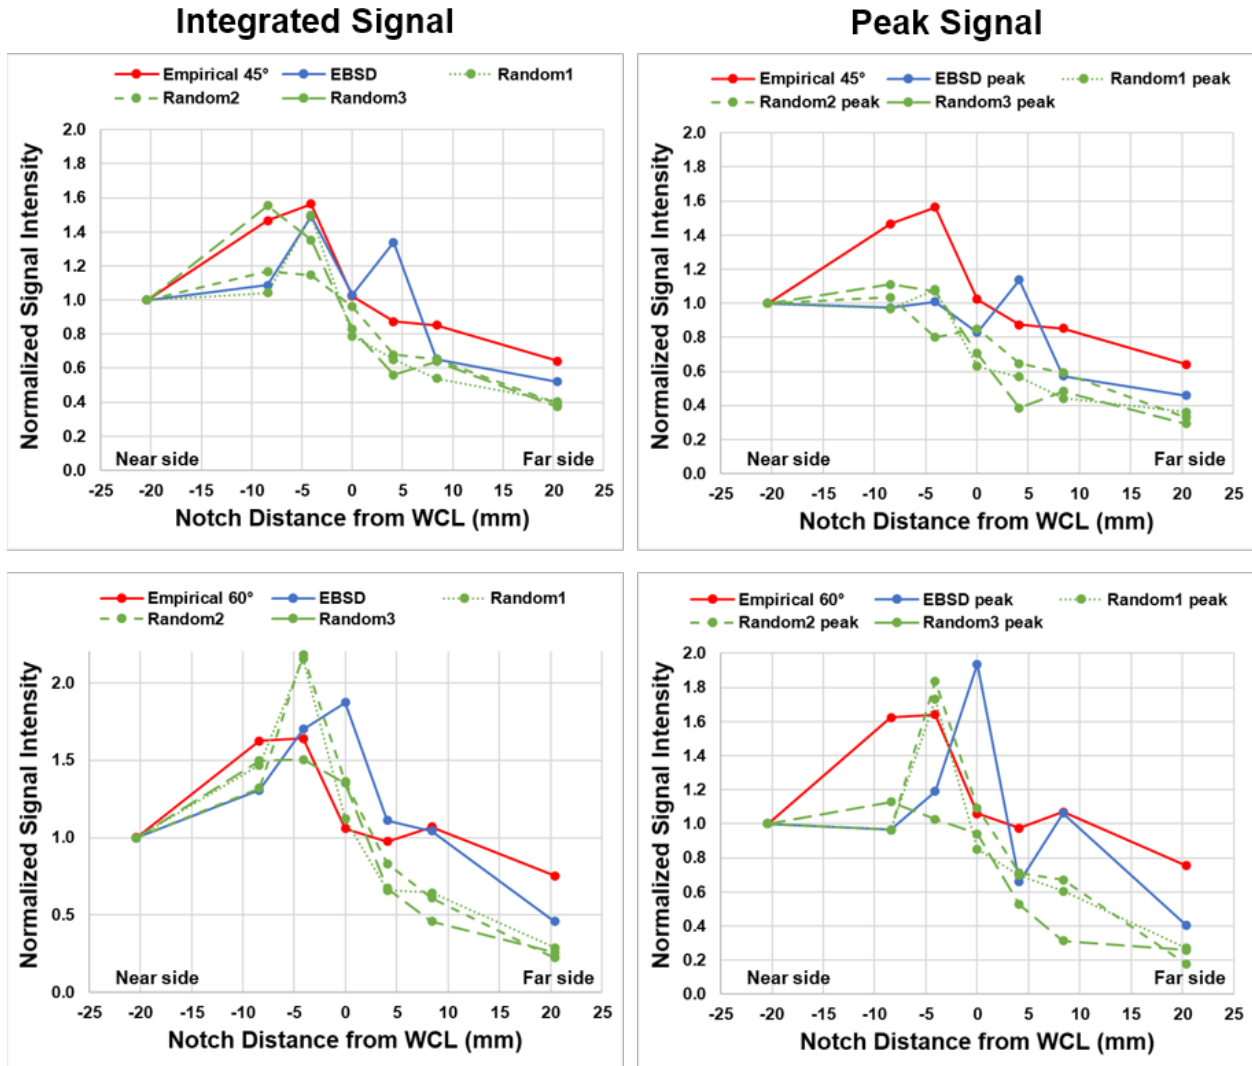 Integrated Signal
Peak Signal
Empirical 45° EBSD Random1
Random2 Random3
Normalized Signal Intensity
2.0
1.8
1.6
1.4
1.2
1.0
0.8
0.6
0.4
0.2
0.0
Near side Far side
-25 -20 -15 -10 -5 0 5 10 15 20 25
Notch Distance from WCL (mm)
Empirical 45° EBSD peak Random1 peak
Random2 peak Random3 peak
Normalized Signal Intensity
2.0
1.8
1.6
1.4
1.2
1.0
0.8
0.6
0.4
0.2
0.0
Near side Far side
-25 -20 -15 -10 -5 0 5 10 15 20 25
Notch Distance from WCL (mm)
Empirical 60° EBSD Random1
Random2 Random3
Normalized Signal Intensity
2.0
1.5
1.0
0.5
0.0
Near side Far side
-25 -20 -15 -10 -5 0 5 10 15 20 25
Notch Distance from WCL (mm)
Empirical 60° EBSD peak Random1 peak
Random2 peak Random3 peak
Normalized Signal Intensity
2.0
1.8
1.6
1.4
1.2
1.0
0.8
0.6
0.4
0.2
0.0
Near side Far side
-25 -20 -15 -10 -5 0 5 10 15 20 25
Notch Distance from WCL (mm)